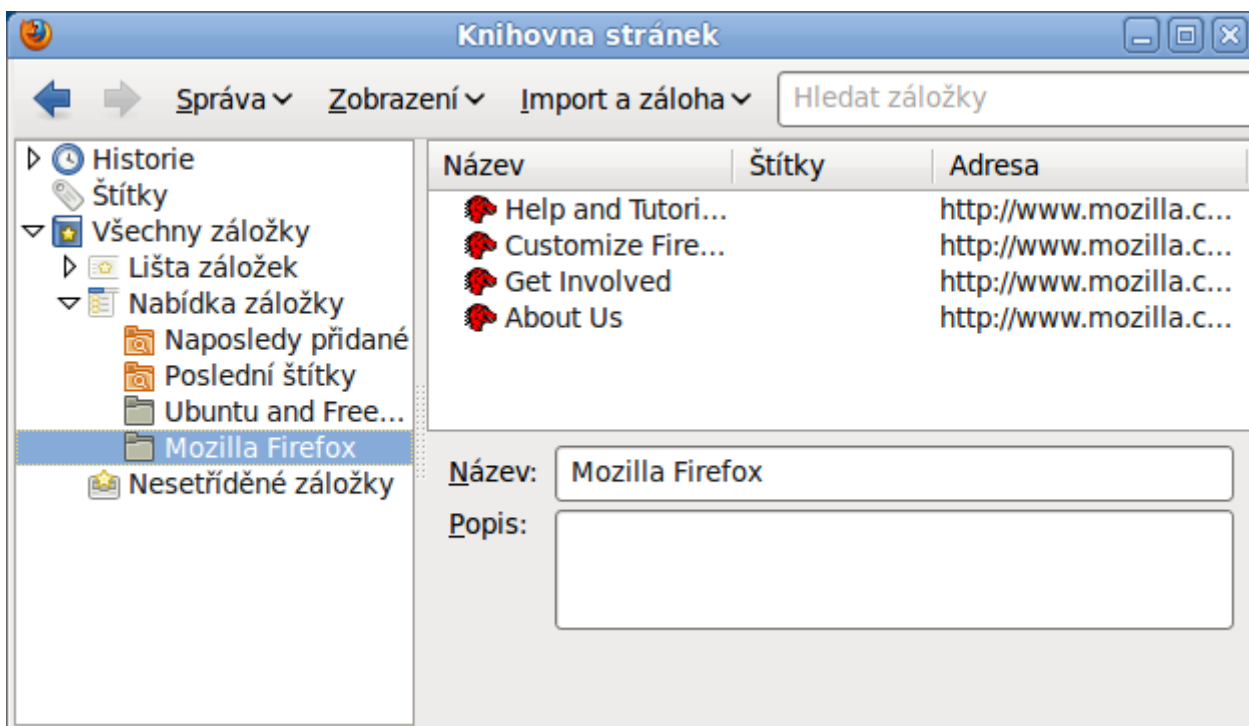 Knihovna stránek
Správa Zobrazení Import a záloha Hledat záložky
Historie
Štítky
Všechny záložky
Lišta záložek
Nabídka záložky
Naposledy přidané
Poslední štítky
Ubuntu and Free...
Mozilla Firefox
Nesetříděné záložky
Název Štítky Adresa
Help and Tutori... http://www.mozilla.c...
Customize Fire... http://www.mozilla.c...
Get Involved http://www.mozilla.c...
About Us http://www.mozilla.c...
Název: Mozilla Firefox
Popis: